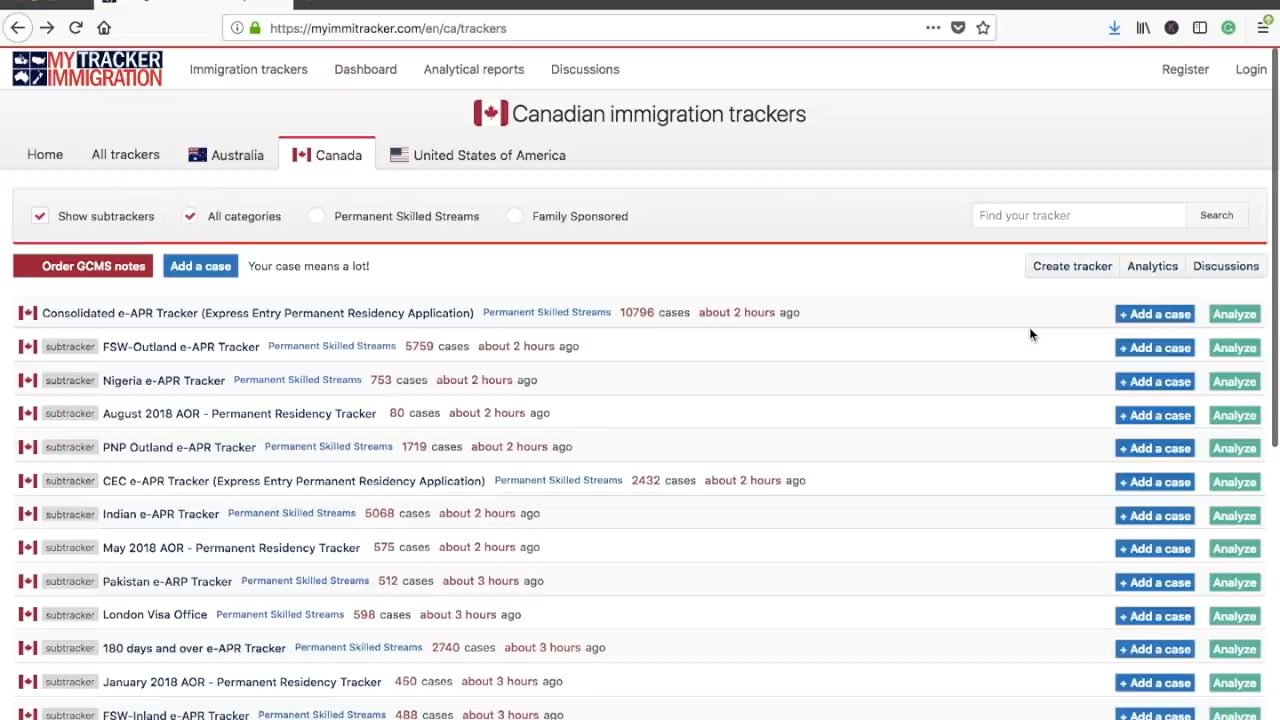 https://myimmitracker.com/en/ca/trackers
MYTRACKER
IMMIGRATION
Immigration trackers Dashboard Analytical reports Discussions Register Login
Canadian immigration trackers
Home All trackers Australia Canada United States of America
Show subtrackers All categories Permanent Skilled Streams Family Sponsored Find your tracker Search
Order GCMS notes Add a case Your case means a lot! Create tracker Analytics Discussions
Consolidated e-APR Tracker (Express Entry Permanent Residency Application) Permanent Skilled Streams 10796 cases about 2 hours ago + Add a case Analyze
subtracker FSW-Outland e-APR Tracker Permanent Skilled Streams 5759 cases about 2 hours ago + Add a case Analyze
subtracker Nigeria e-APR Tracker Permanent Skilled Streams 753 cases about 2 hours ago + Add a case Analyze
subtracker August 2018 AOR - Permanent Residency Tracker 80 cases about 2 hours ago + Add a case Analyze
subtracker PNP Outland e-APR Tracker Permanent Skilled Streams 1719 cases about 2 hours ago + Add a case Analyze
subtracker CEC e-APR Tracker (Express Entry Permanent Residency Application) Permanent Skilled Streams 2432 cases about 2 hours ago + Add a case Analyze
subtracker Indian e-APR Tracker Permanent Skilled Streams 5068 cases about 2 hours ago + Add a case Analyze
subtracker May 2018 AOR - Permanent Residency Tracker 575 cases about 2 hours ago + Add a case Analyze
subtracker Pakistan e-ARP Tracker Permanent Skilled Streams 512 cases about 3 hours ago + Add a case Analyze
subtracker London Visa Office Permanent Skilled Streams 598 cases about 3 hours ago + Add a case Analyze
subtracker 180 days and over e-APR Tracker Permanent Skilled Streams 2740 cases about 3 hours ago + Add a case Analyze
subtracker January 2018 AOR - Permanent Residency Tracker 450 cases about 3 hours ago + Add a case Analyze
subtracker FSW-Inland e-APR Tracker Permanent Skilled Streams 488 cases about 3 hours ago + Add a case Analyze